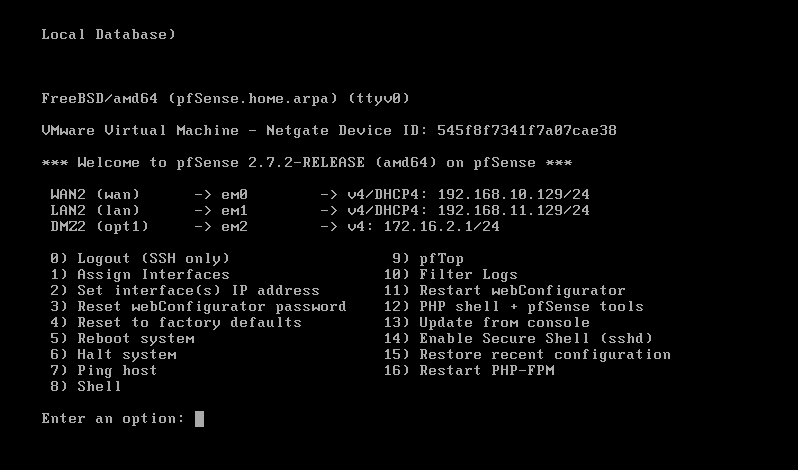 Local Database)
FreeBSD/amd64 (pfSense.home.arpa) (ttyv0)
VMware Virtual Machine - Netgate Device ID: 545f8f7341f7a07cae38
*** Welcome to pfSense 2.7.2-RELEASE (amd64) on pfSense ***
WAN2 (wan) -> em0 -> v4/DHCP4: 192.168.10.129/24
LAN2 (lan) -> em1 -> v4/DHCP4: 192.168.11.129/24
DMZ2 (opt1) -> em2 -> v4: 172.16.2.1/24
0) Logout (SSH only) 9) pfTop
1) Assign Interfaces 10) Filter Logs
2) Set interface(s) IP address 11) Restart webConfigurator
3) Reset webConfigurator password 12) PHP shell + pfSense tools
4) Reset to factory defaults 13) Update from console
5) Reboot system 14) Enable Secure Shell (sshd)
6) Halt system 15) Restore recent configuration
7) Ping host 16) Restart PHP-FPM
8) Shell
Enter an option: